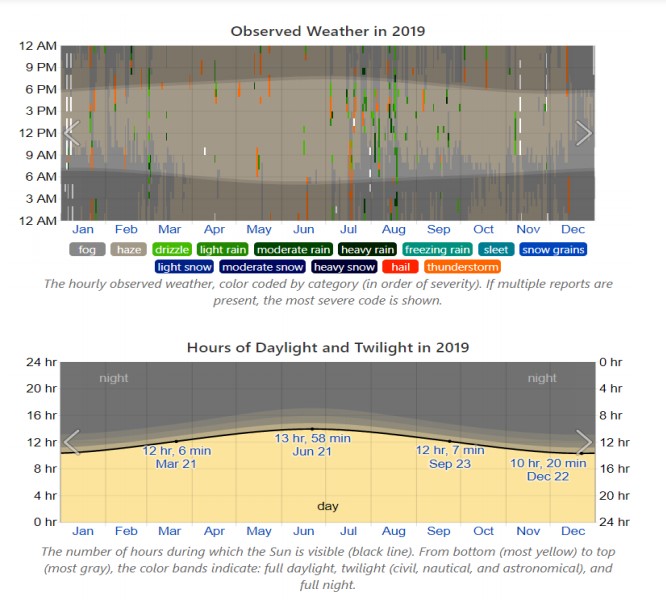 Observed Weather in 2019
12 AM
9 PM
6 PM
3 PM
12 PM
9 AM
6 AM
3 AM
12 AM
Jan Feb Mar Apr May Jun Jul Aug Sep Oct Nov Dec
fog haze drizzle light rain moderate rain heavy rain freezing rain sleet snow grains
light snow moderate snow heavy snow hail thunderstorm
The hourly observed weather, color coded by category (in order of severity). If multiple reports are
present, the most severe code is shown.
Hours of Daylight and Twilight in 2019
24 hr 0 hr
night night
20 hr 4 hr
16 hr 8 hr
12 hr 12 hr
13 hr, 58 min
Jun 21
12 hr, 6 min
Mar 21
12 hr, 7 min
Sep 23
10 hr, 20 min
Dec 22
8 hr 16 hr
4 hr 20 hr
day
0 hr 24 hr
Jan Feb Mar Apr May Jun Jul Aug Sep Oct Nov Dec
The number of hours during which the Sun is visible (black line). From bottom (most yellow) to top
(most gray), the color bands indicate: full daylight, twilight (civil, nautical, and astronomical), and
full night.